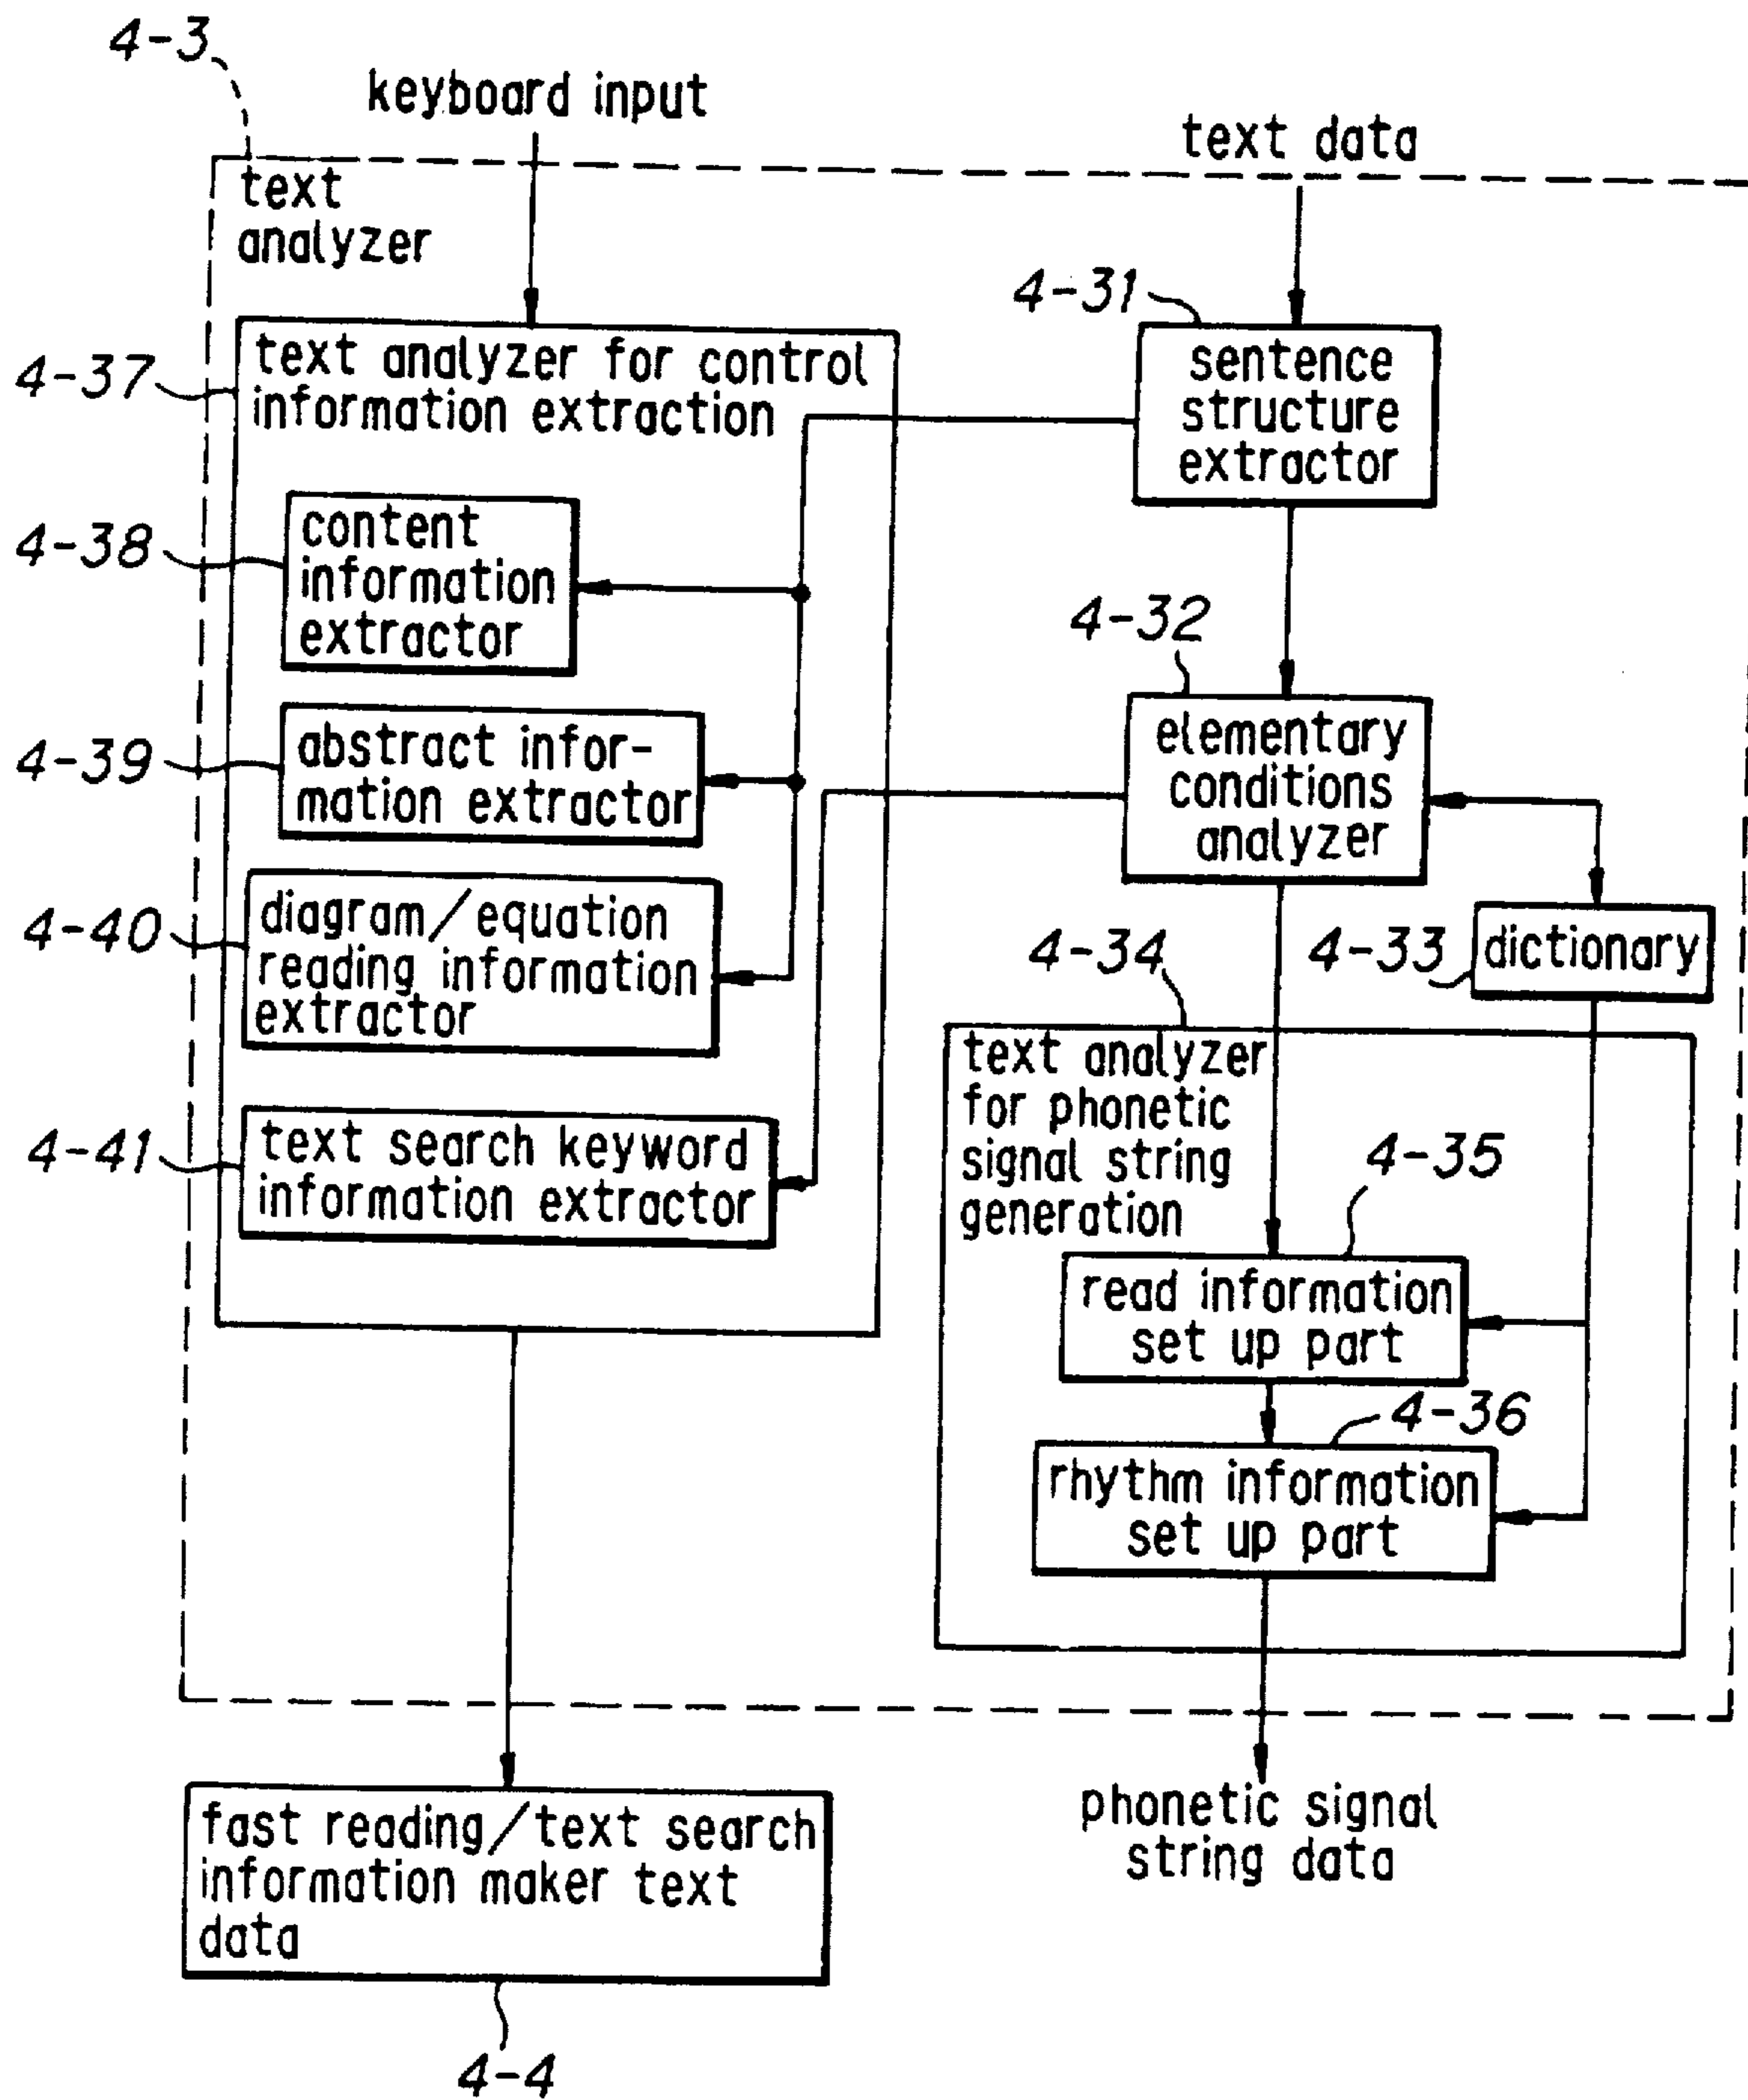 4-3
keyboard input
text data
text
analyzer
4-31
sentence
structure
extractor
4-37
text analyzer for control
information extraction
4-38
content
information
extractor
4-32
elementary
conditions
analyzer
4-39
abstract infor-
mation extractor
4-40
diagram/equation
reading information
extractor
4-33
dictionary
4-34
text analyzer
for phonetic
signal string
generation
4-41
text search keyword
information extractor
4-35
read information
set up part
4-36
rhythm information
set up part
fast reading/text search
information maker text
data
4-4
phonetic signal
string data